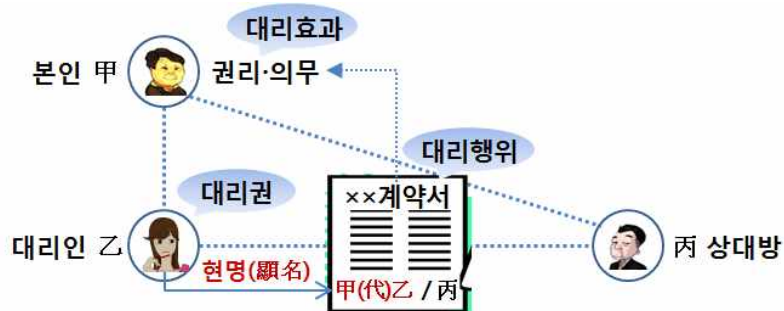 대리효과
본인 甲
권리·의무
대리행위
대리권
××계약서
대리인 乙
丙 상대방
현명(顯名)
甲(代)乙 / 丙